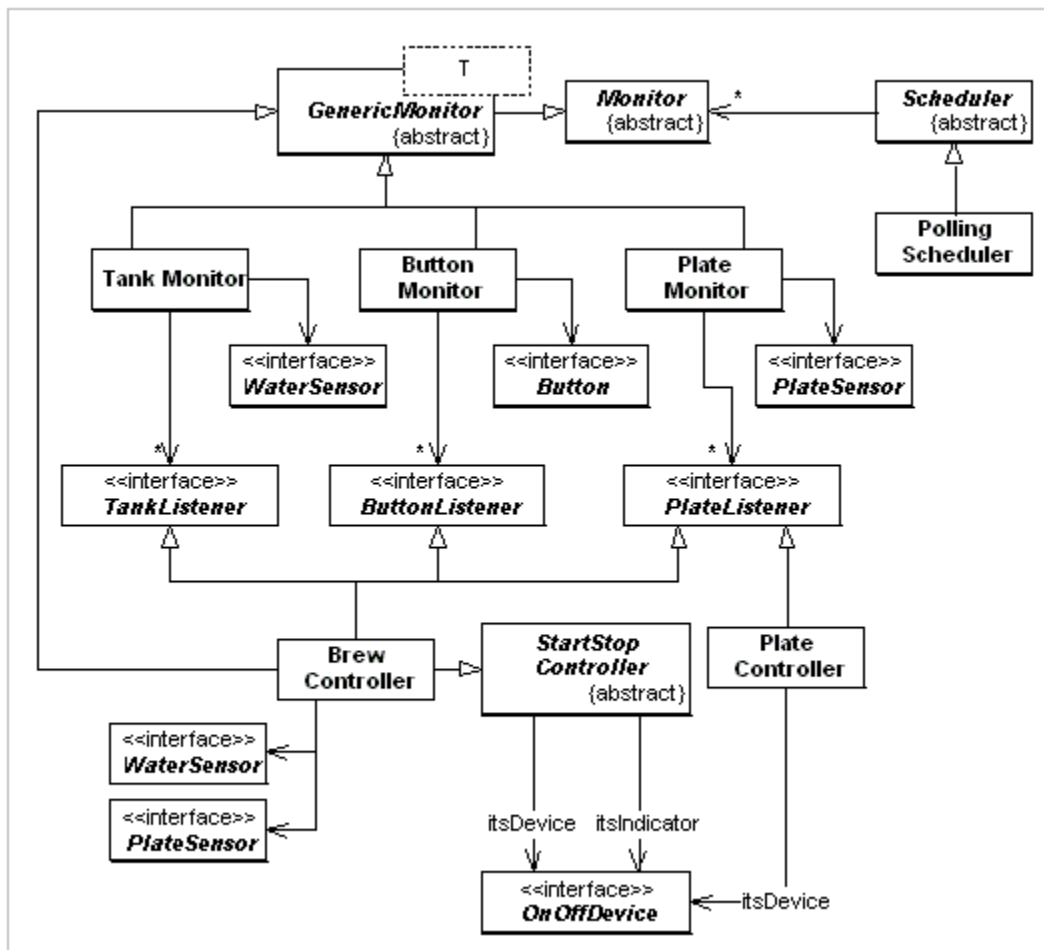 T
GenericMonitor
{abstract}
Monitor
{abstract}
*
Scheduler
{abstract}
Polling
Scheduler
Tank Monitor
Button
Monitor
Plate
Monitor
<<interface>>
WaterSensor
<<interface>>
Button
<<interface>>
PlateSensor
*
*
*
<<interface>>
TankListener
<<interface>>
ButtonListener
<<interface>>
PlateListener
Brew
Controller
StartStop
Controller
{abstract}
Plate
Controller
<<interface>>
WaterSensor
<<interface>>
PlateSensor
itsDevice
itsIndicator
<<interface>>
OnOffDevice
itsDevice